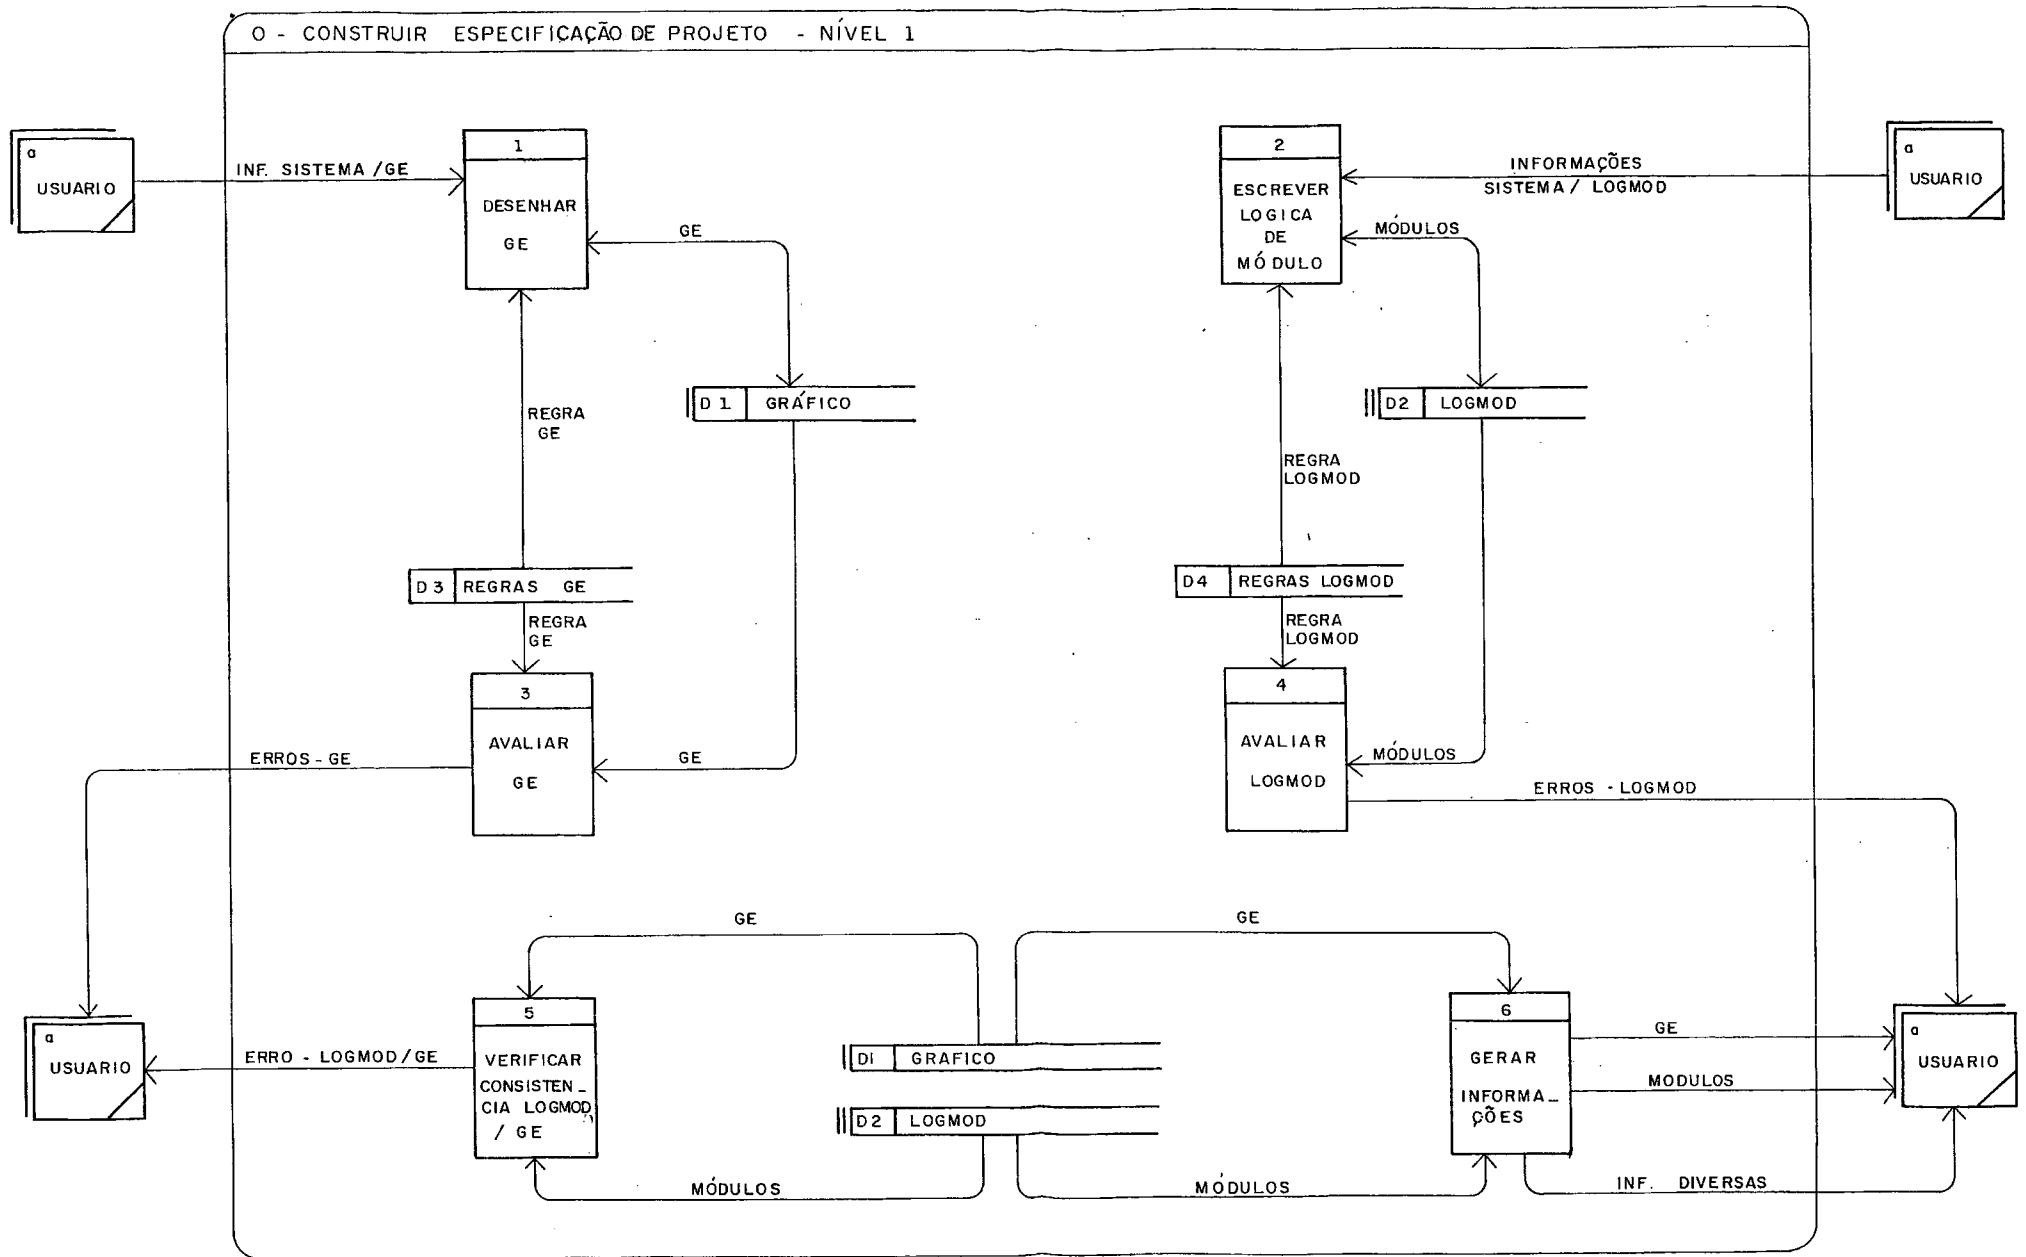 O - CONSTRUIR ESPECIFICAÇÃO DE PROJETO - NÍVEL 1
a
USUARIO
INF. SISTEMA /GE
1
DESENHAR
GE
GE
2
ESCREVER
LOGICA
DE
MÓDULO
INFORMAÇÕES
SISTEMA / LOGMOD
MÓDULOS
a
USUARIO
D1 GRÁFICO
D2 LOGMOD
REGRA
GE
REGRA
LOGMOD
D3 REGRAS GE
D4 REGRAS LOGMOD
REGRA
GE
REGRA
LOGMOD
3
AVALIAR
GE
GE
ERROS - GE
4
AVALIAR
LOGMOD
MÓDULOS
ERROS - LOGMOD
GE
GE
a
USUARIO
ERRO - LOGMOD/GE
5
VERIFICAR
CONSISTEN_
CIA LOGMOD
/ GE
D1 GRAFICO
D2 LOGMOD
6
GERAR
INFORMA_
ÇÕES
GE
MODULOS
a
USUARIO
MÓDULOS
MÓDULOS
INF. DIVERSAS